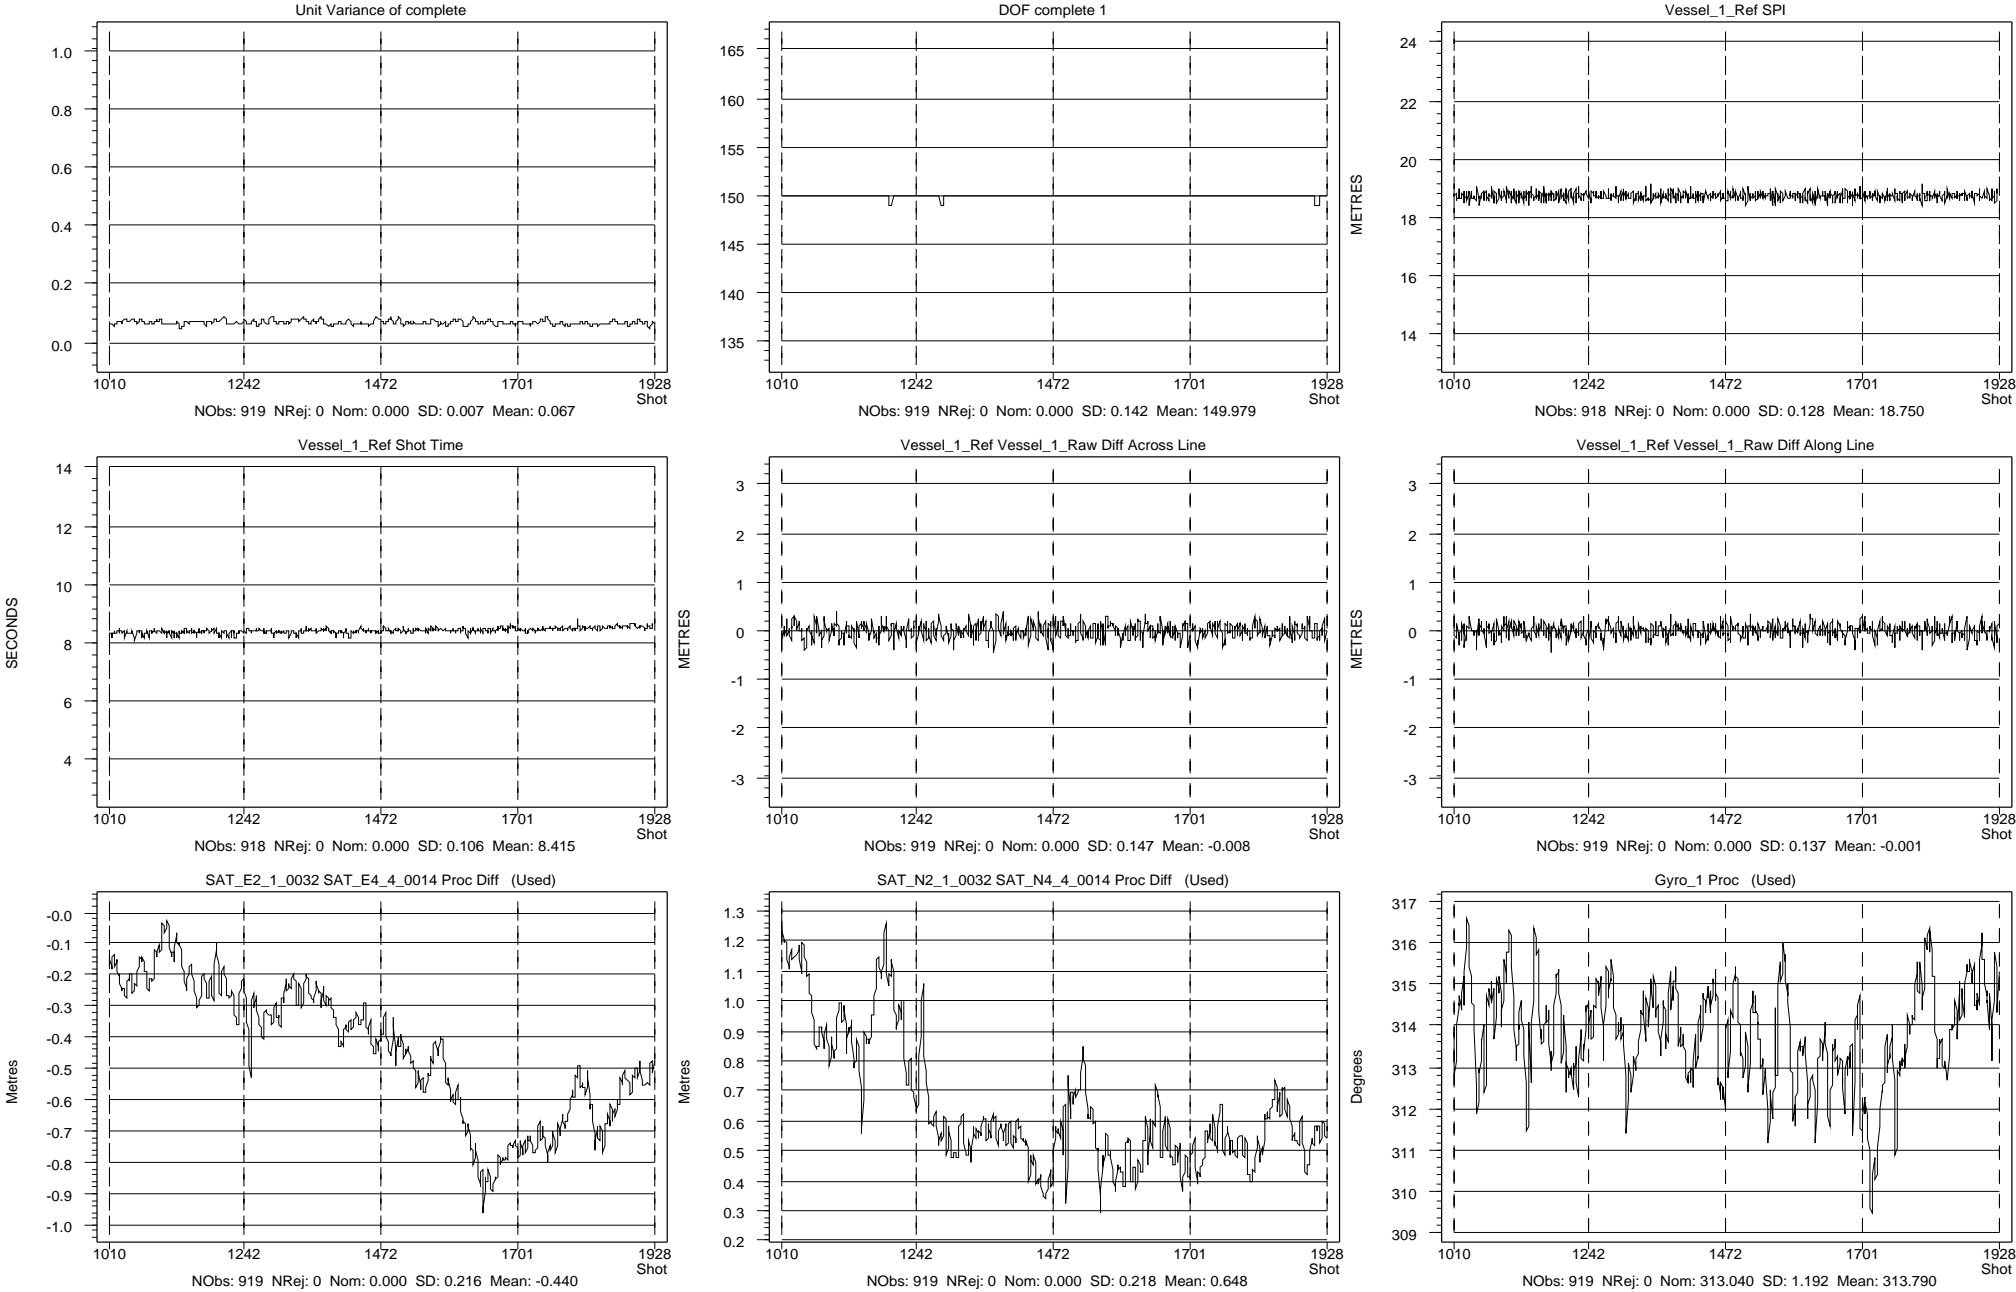 Unit Variance of complete
1.0
0.8
0.6
0.4
0.2
0.0
1010 1242 1472 1701 1928
Shot
NObs: 919 NRej: 0 Nom: 0.000 SD: 0.007 Mean: 0.067
DOF complete 1
165
160
155
150
145
140
135
1010 1242 1472 1701 1928
Shot
NObs: 919 NRej: 0 Nom: 0.000 SD: 0.142 Mean: 149.979
Vessel_1_Ref SPI
METRES
24
22
20
18
16
14
1010 1242 1472 1701 1928
Shot
NObs: 918 NRej: 0 Nom: 0.000 SD: 0.128 Mean: 18.750
Vessel_1_Ref Shot Time
SECONDS
14
12
10
8
6
4
1010 1242 1472 1701 1928
Shot
NObs: 918 NRej: 0 Nom: 0.000 SD: 0.106 Mean: 8.415
Vessel_1_Ref Vessel_1_Raw Diff Across Line
METRES
3
2
1
0
-1
-2
-3
1010 1242 1472 1701 1928
Shot
NObs: 919 NRej: 0 Nom: 0.000 SD: 0.147 Mean: -0.008
Vessel_1_Ref Vessel_1_Raw Diff Along Line
METRES
3
2
1
0
-1
-2
-3
1010 1242 1472 1701 1928
Shot
NObs: 919 NRej: 0 Nom: 0.000 SD: 0.137 Mean: -0.001
SAT_E2_1_0032 SAT_E4_4_0014 Proc Diff (Used)
Metres
-0.0
-0.1
-0.2
-0.3
-0.4
-0.5
-0.6
-0.7
-0.8
-0.9
-1.0
1010 1242 1472 1701 1928
Shot
NObs: 919 NRej: 0 Nom: 0.000 SD: 0.216 Mean: -0.440
SAT_N2_1_0032 SAT_N4_4_0014 Proc Diff (Used)
Metres
1.3
1.2
1.1
1.0
0.9
0.8
0.7
0.6
0.5
0.4
0.3
0.2
1010 1242 1472 1701 1928
Shot
NObs: 919 NRej: 0 Nom: 0.000 SD: 0.218 Mean: 0.648
Gyro_1 Proc (Used)
Degrees
317
316
315
314
313
312
311
310
309
1010 1242 1472 1701 1928
Shot
NObs: 919 NRej: 0 Nom: 313.040 SD: 1.192 Mean: 313.790